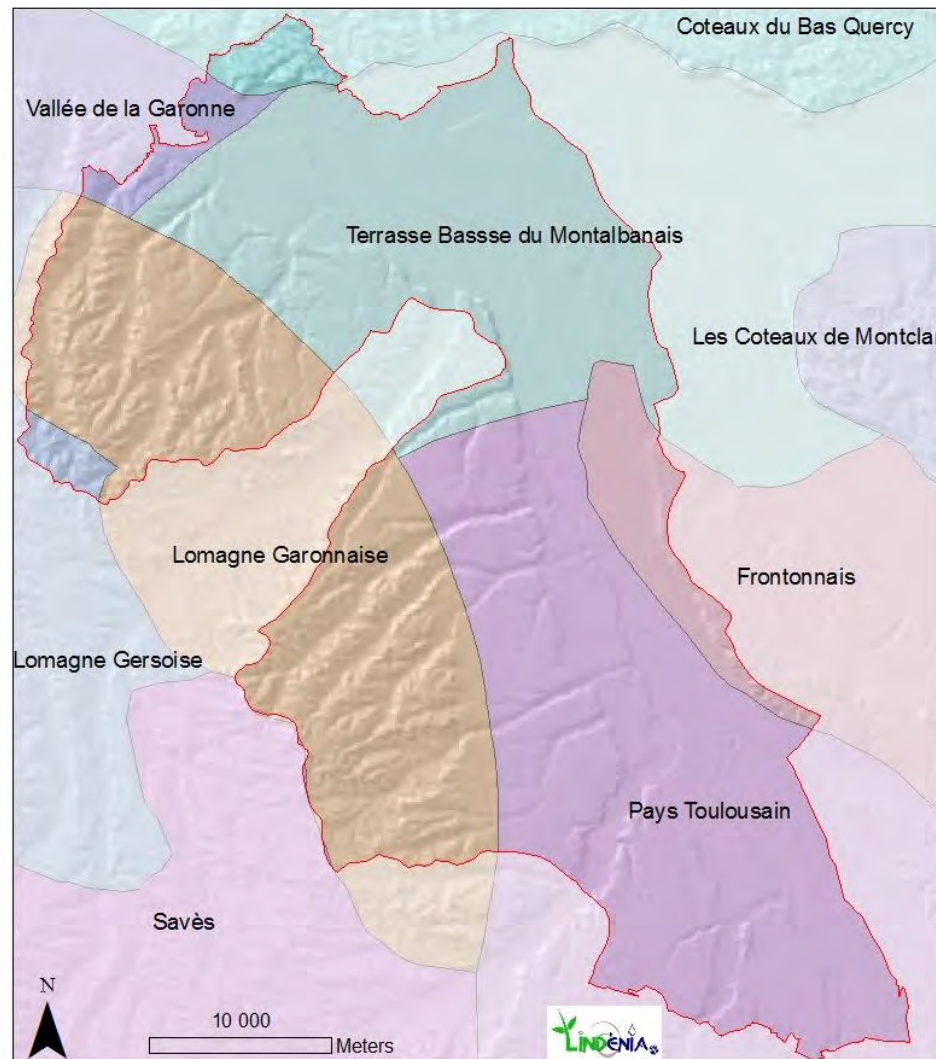 Coteaux du Bas Quercy
Vallée de la Garonne
Terrasse Bassse du Montalbanais
Les Coteaux de Montclar
Lomagne Garonnaise
Frontonnais
Lomagne Gersoise
Pays Toulousain
Savès
N
10 000
Meters
LINDENIA